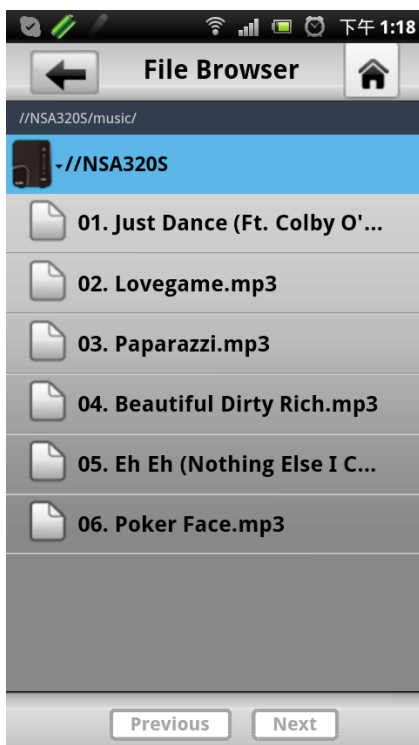 下午 1:18
File Browser
//NSA320S/music/
//NSA320S
01. Just Dance (Ft. Colby O'...
02. Lovegame.mp3
03. Paparazzi.mp3
04. Beautiful Dirty Rich.mp3
05. Eh Eh (Nothing Else I C...
06. Poker Face.mp3
Previous Next